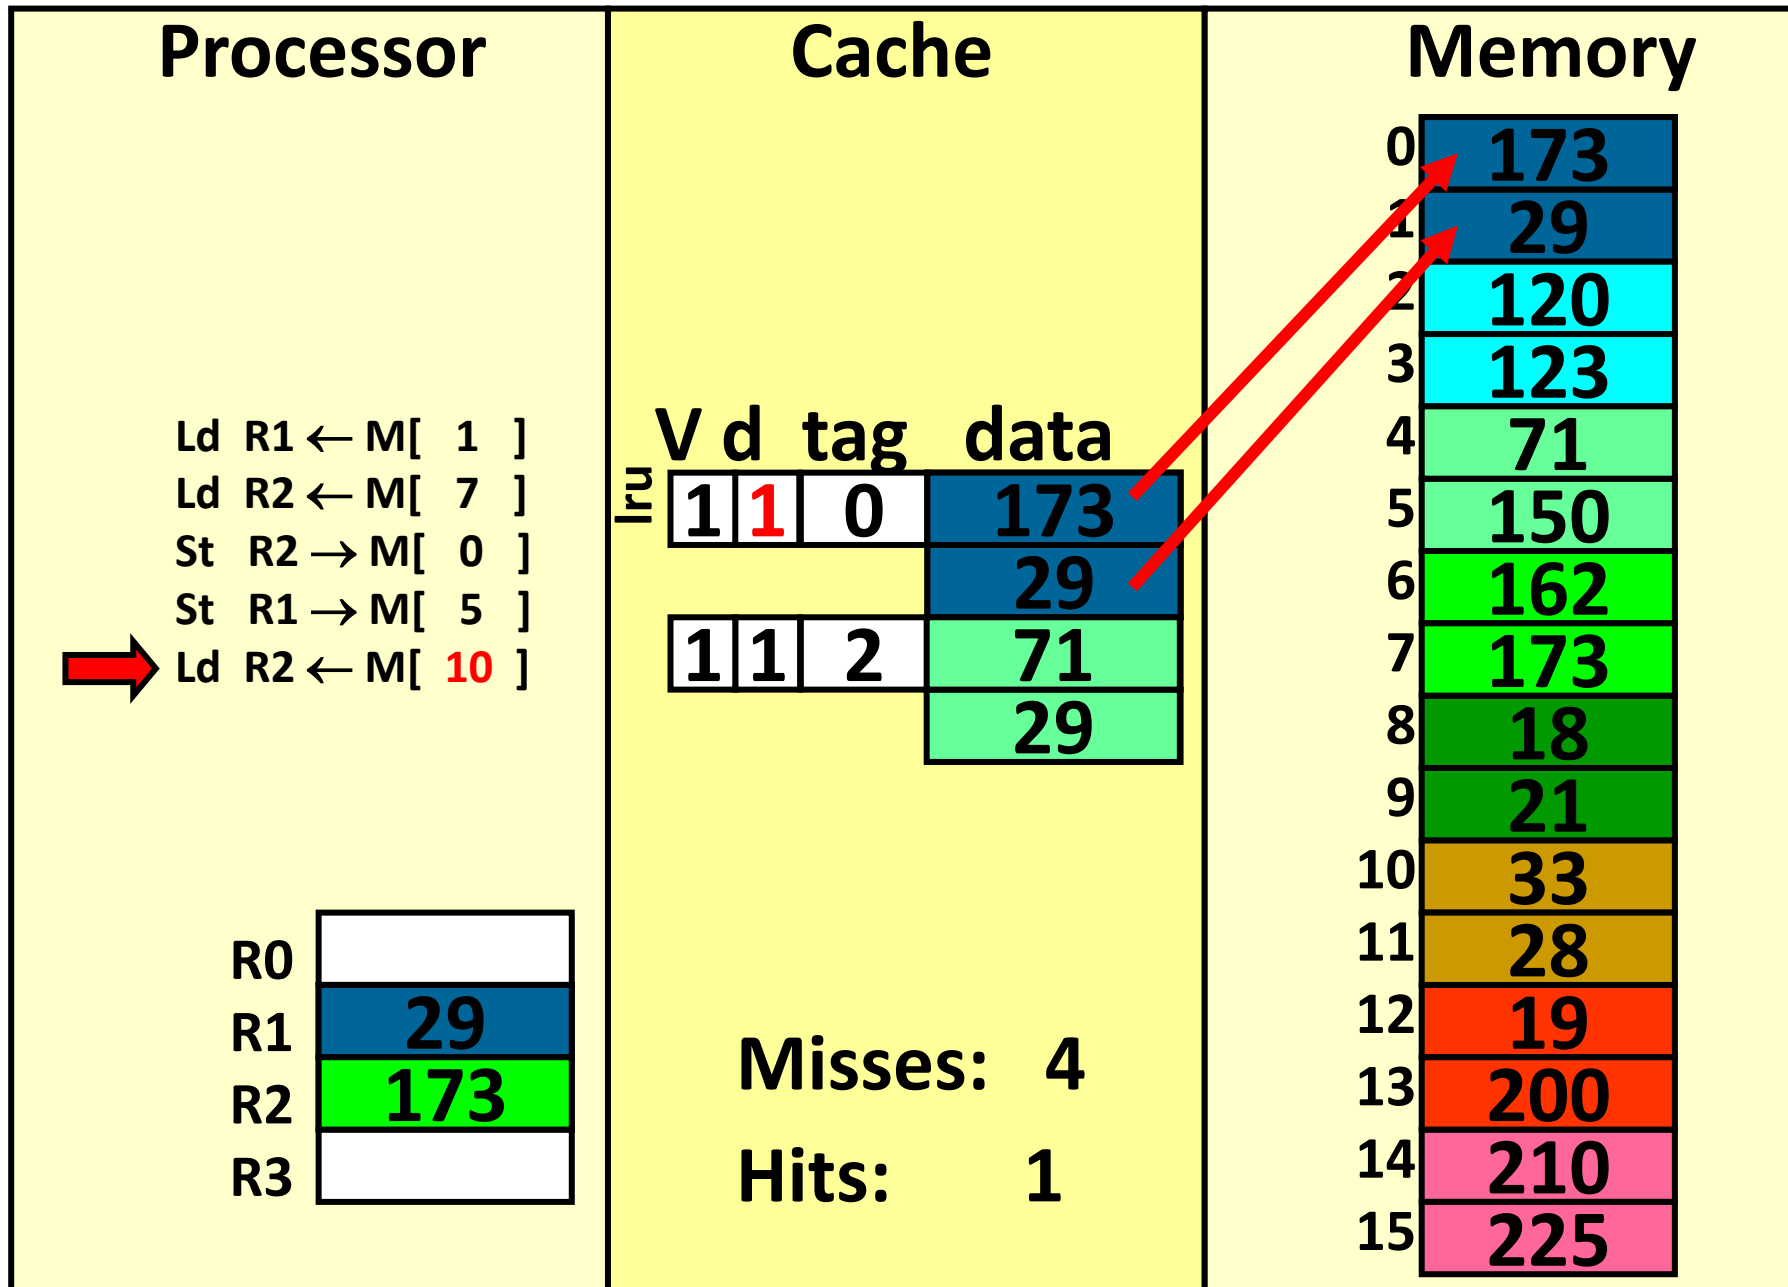 Processor
Ld R1 ← M[ 1 ]
Ld R2 ← M[ 7 ]
St R2 → M[ 0 ]
St R1 → M[ 5 ]
Ld R2 ← M[ 10 ]
R0
R1 29
R2 173
R3
Cache
V d tag data
lru
1 1 0 173
29
1 1 2 71
29
Misses: 4
Hits: 1
Memory
0 173
1 29
2 120
3 123
4 71
5 150
6 162
7 173
8 18
9 21
10 33
11 28
12 19
13 200
14 210
15 225